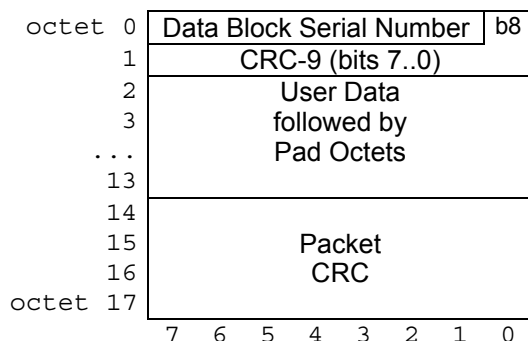 octet 0 Data Block Serial Number b8
1 CRC-9 (bits 7..0)
2 User Data
3 followed by
... Pad Octets
13
14
15 Packet
16 CRC
octet 17
7 6 5 4 3 2 1 0